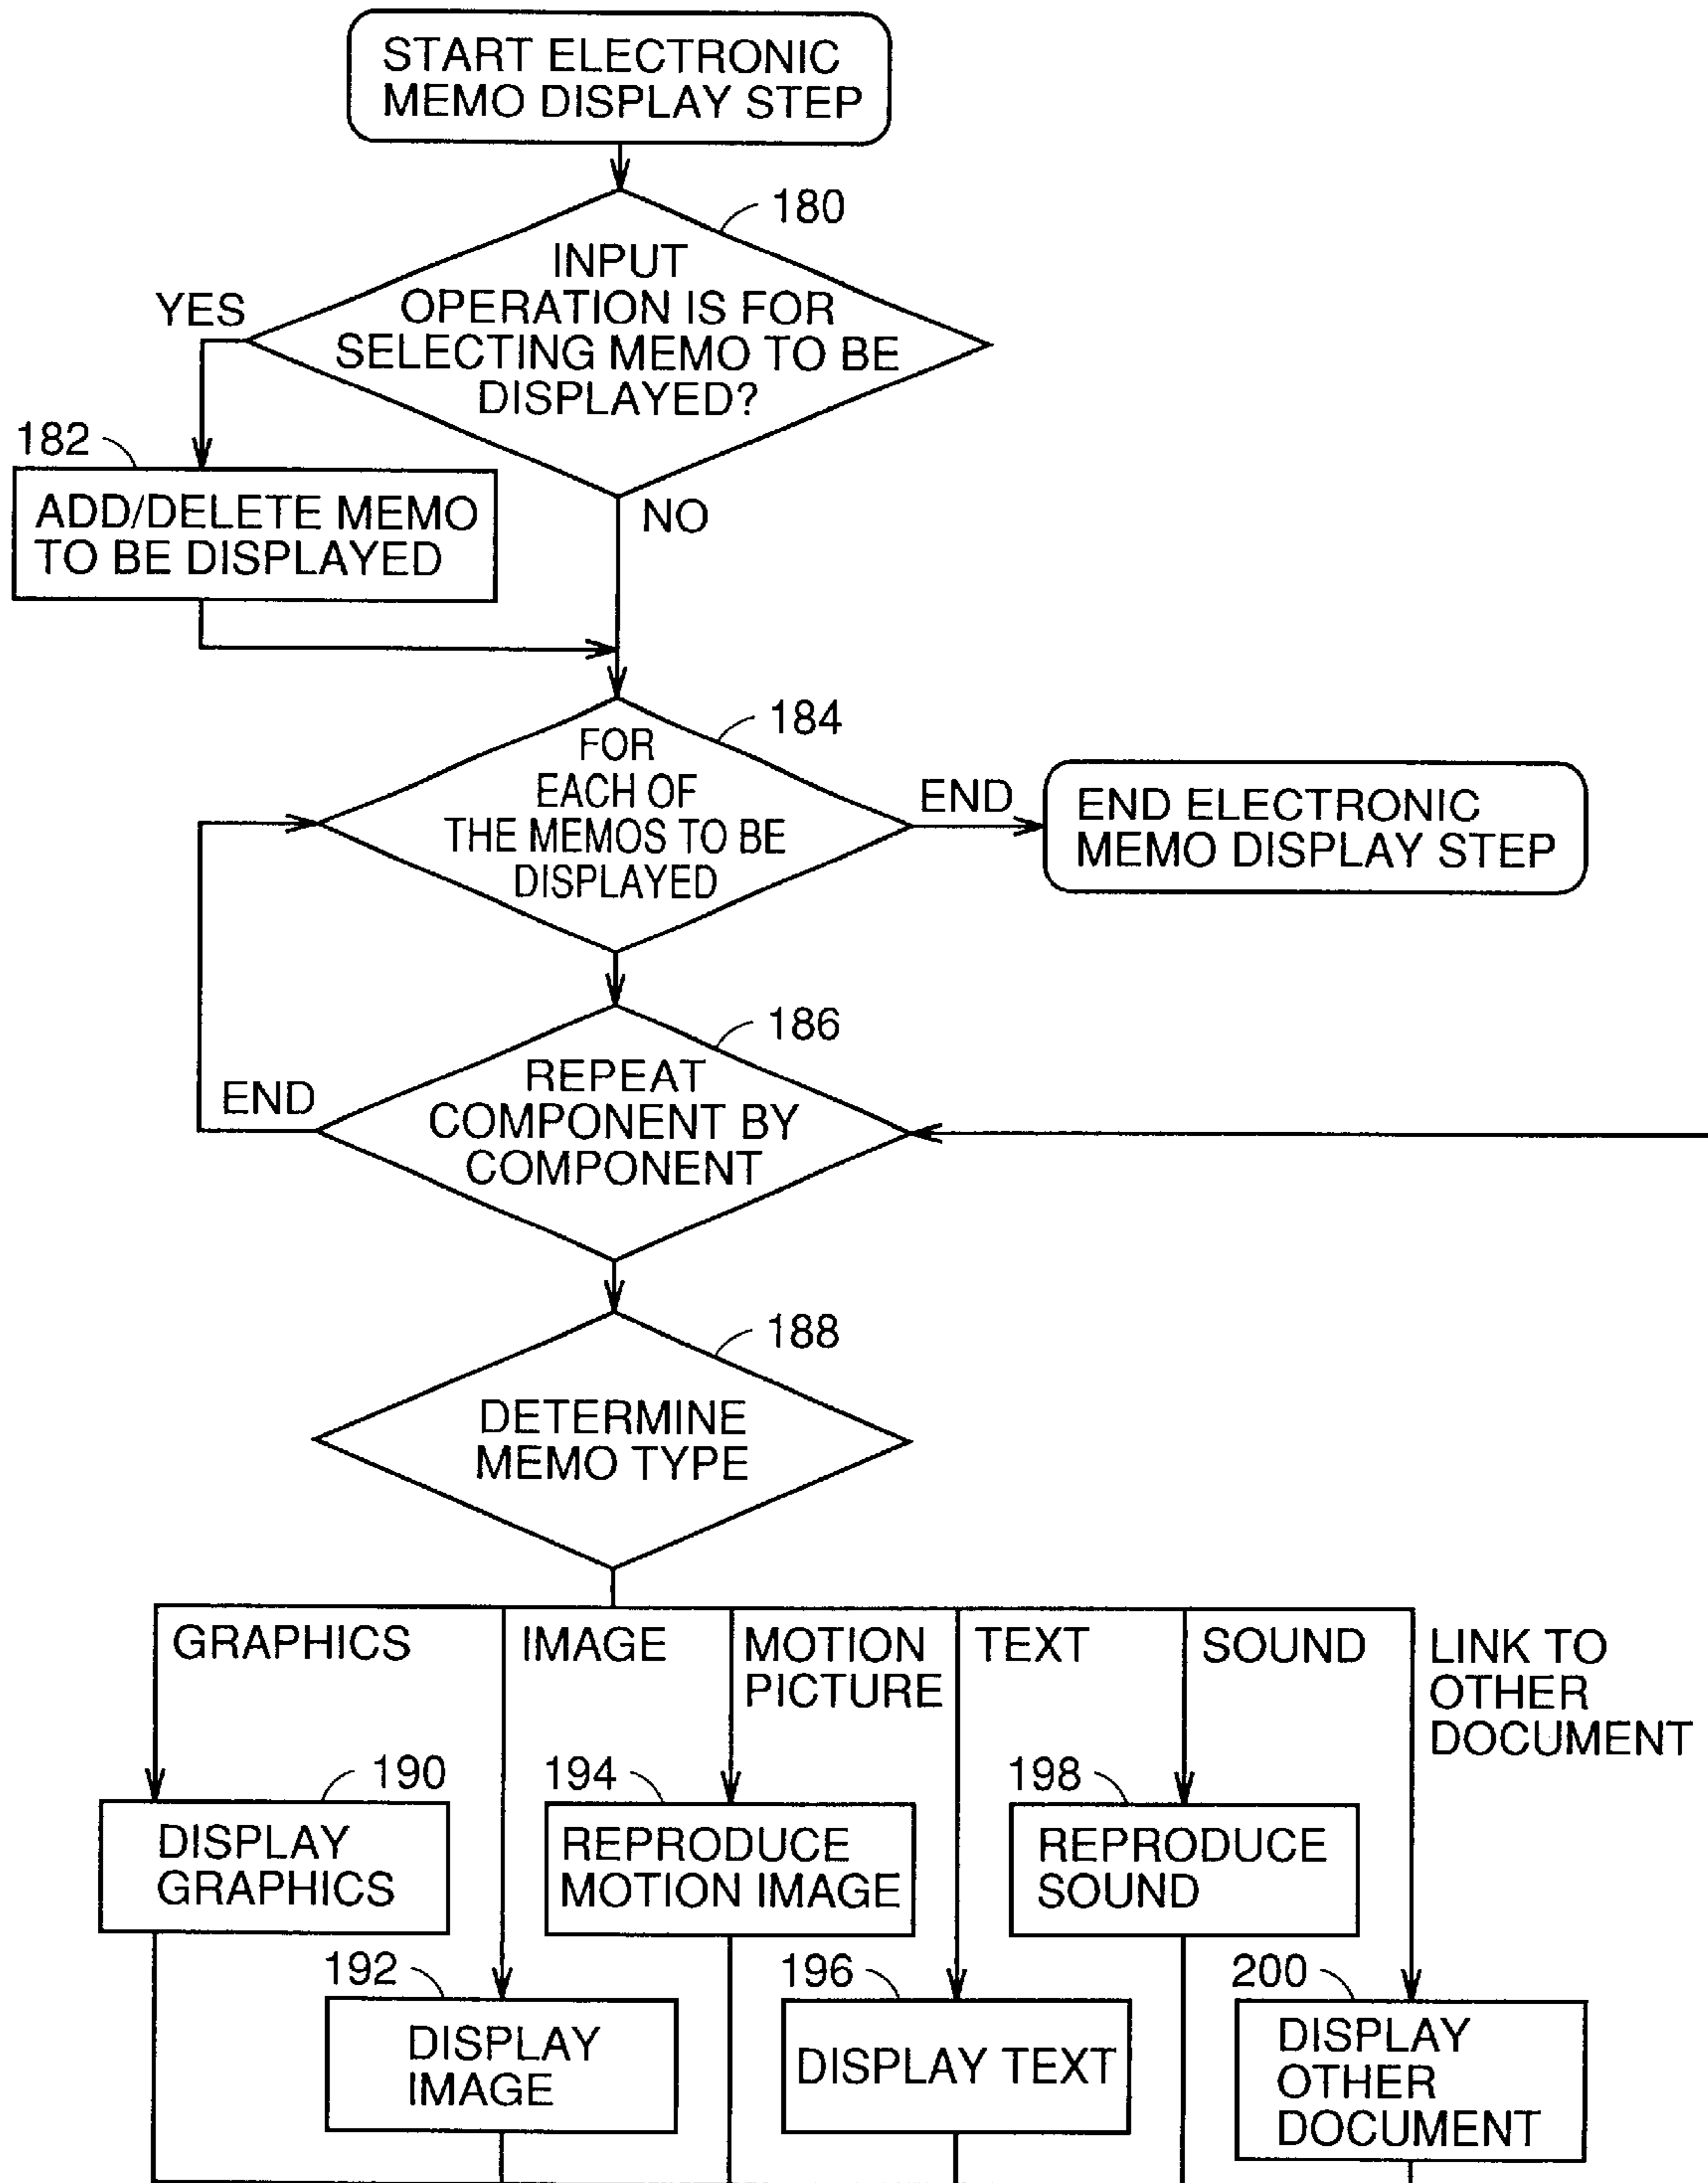 START ELECTRONIC
MEMO DISPLAY STEP
180
INPUT
OPERATION IS FOR
SELECTING MEMO TO BE
DISPLAYED?
YES
182
ADD/DELETE MEMO
TO BE DISPLAYED
NO
184
FOR
EACH OF
THE MEMOS TO BE
DISPLAYED
END
END ELECTRONIC
MEMO DISPLAY STEP
186
REPEAT
COMPONENT BY
COMPONENT
END
188
DETERMINE
MEMO TYPE
GRAPHICS
IMAGE
MOTION
PICTURE
TEXT
SOUND
LINK TO
OTHER
DOCUMENT
190
DISPLAY
GRAPHICS
194
REPRODUCE
MOTION IMAGE
198
REPRODUCE
SOUND
192
DISPLAY
IMAGE
196
DISPLAY TEXT
200
DISPLAY
OTHER
DOCUMENT